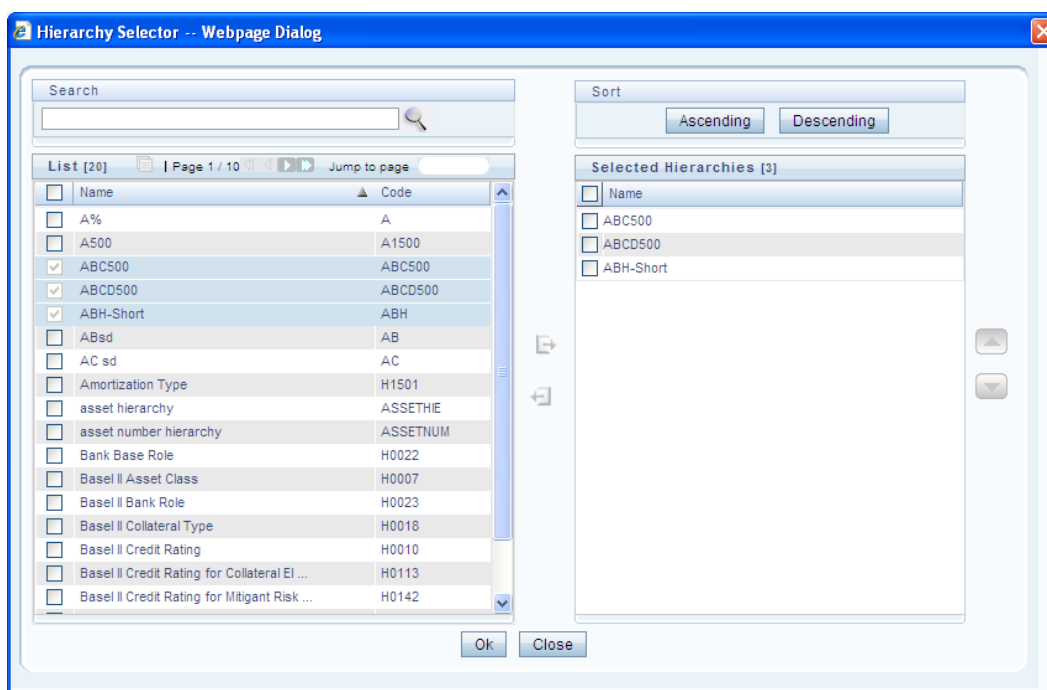 Hierarchy Selector -- Webpage Dialog
Search
Sort
Ascending Descending
List [20] | Page 1 / 10 Jump to page
Selected Hierarchies [3]
Name Code
Name
A% A
ABC500
A500 A1500
ABCD500
ABC500 ABC500
ABH-Short
ABCD500 ABCD500
ABH-Short ABH
ABsd AB
AC sd AC
Amortization Type H1501
asset hierarchy ASSETHIE
asset number hierarchy ASSETNUM
Bank Base Role H0022
Basel II Asset Class H0007
Basel II Bank Role H0023
Basel II Collateral Type H0018
Basel II Credit Rating H0010
Basel II Credit Rating for Collateral El ... H0113
Basel II Credit Rating for Mitigant Risk ... H0142
Ok Close